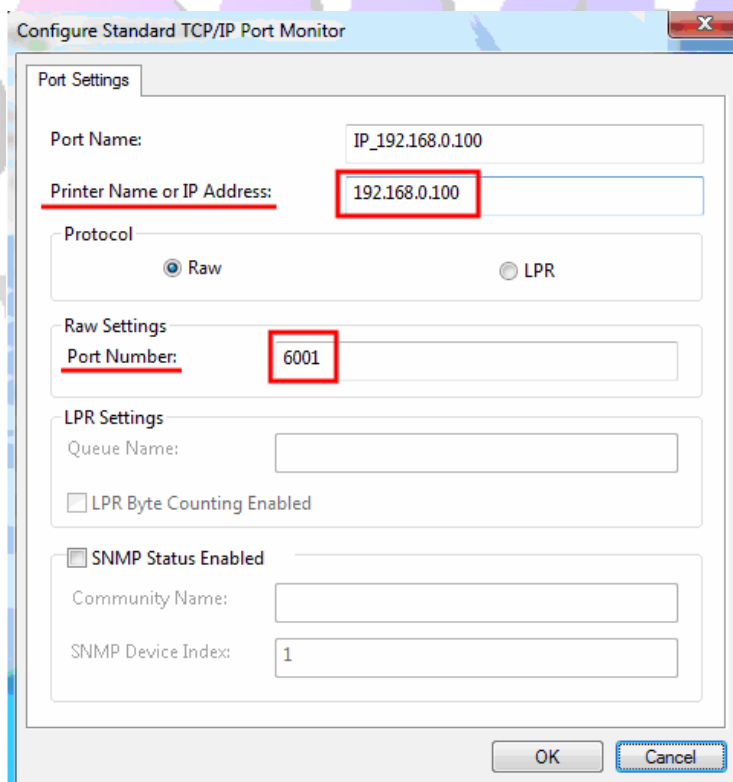 Configure Standard TCP/IP Port Monitor
Port Settings
Port Name: IP_192.168.0.100
Printer Name or IP Address: 192.168.0.100
Protocol
Raw LPR
Raw Settings
Port Number: 6001
LPR Settings
Queue Name:
LPR Byte Counting Enabled
SNMP Status Enabled
Community Name:
SNMP Device Index: 1
OK Cancel